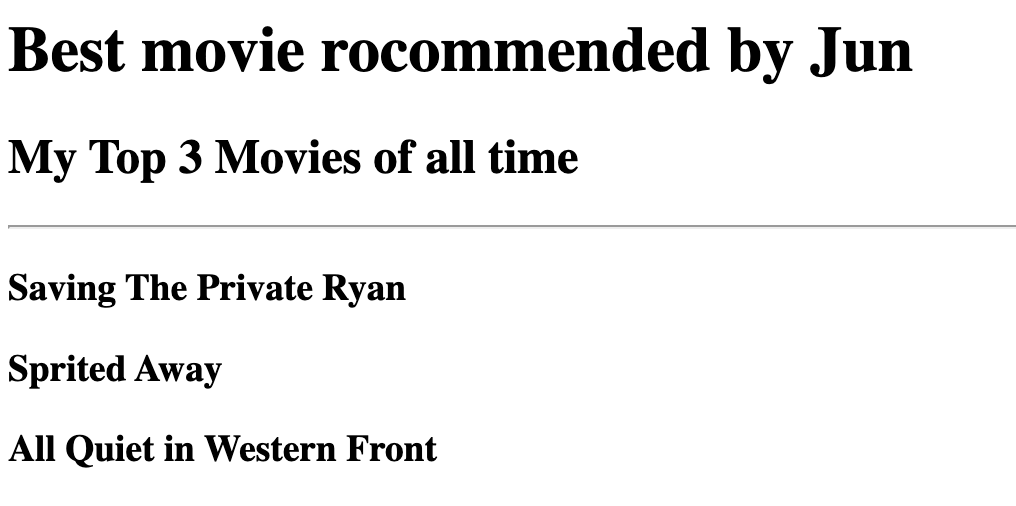 Best movie rocommended by Jun
My Top 3 Movies of all time
Saving The Private Ryan
Sprited Away
All Quiet in Western Front